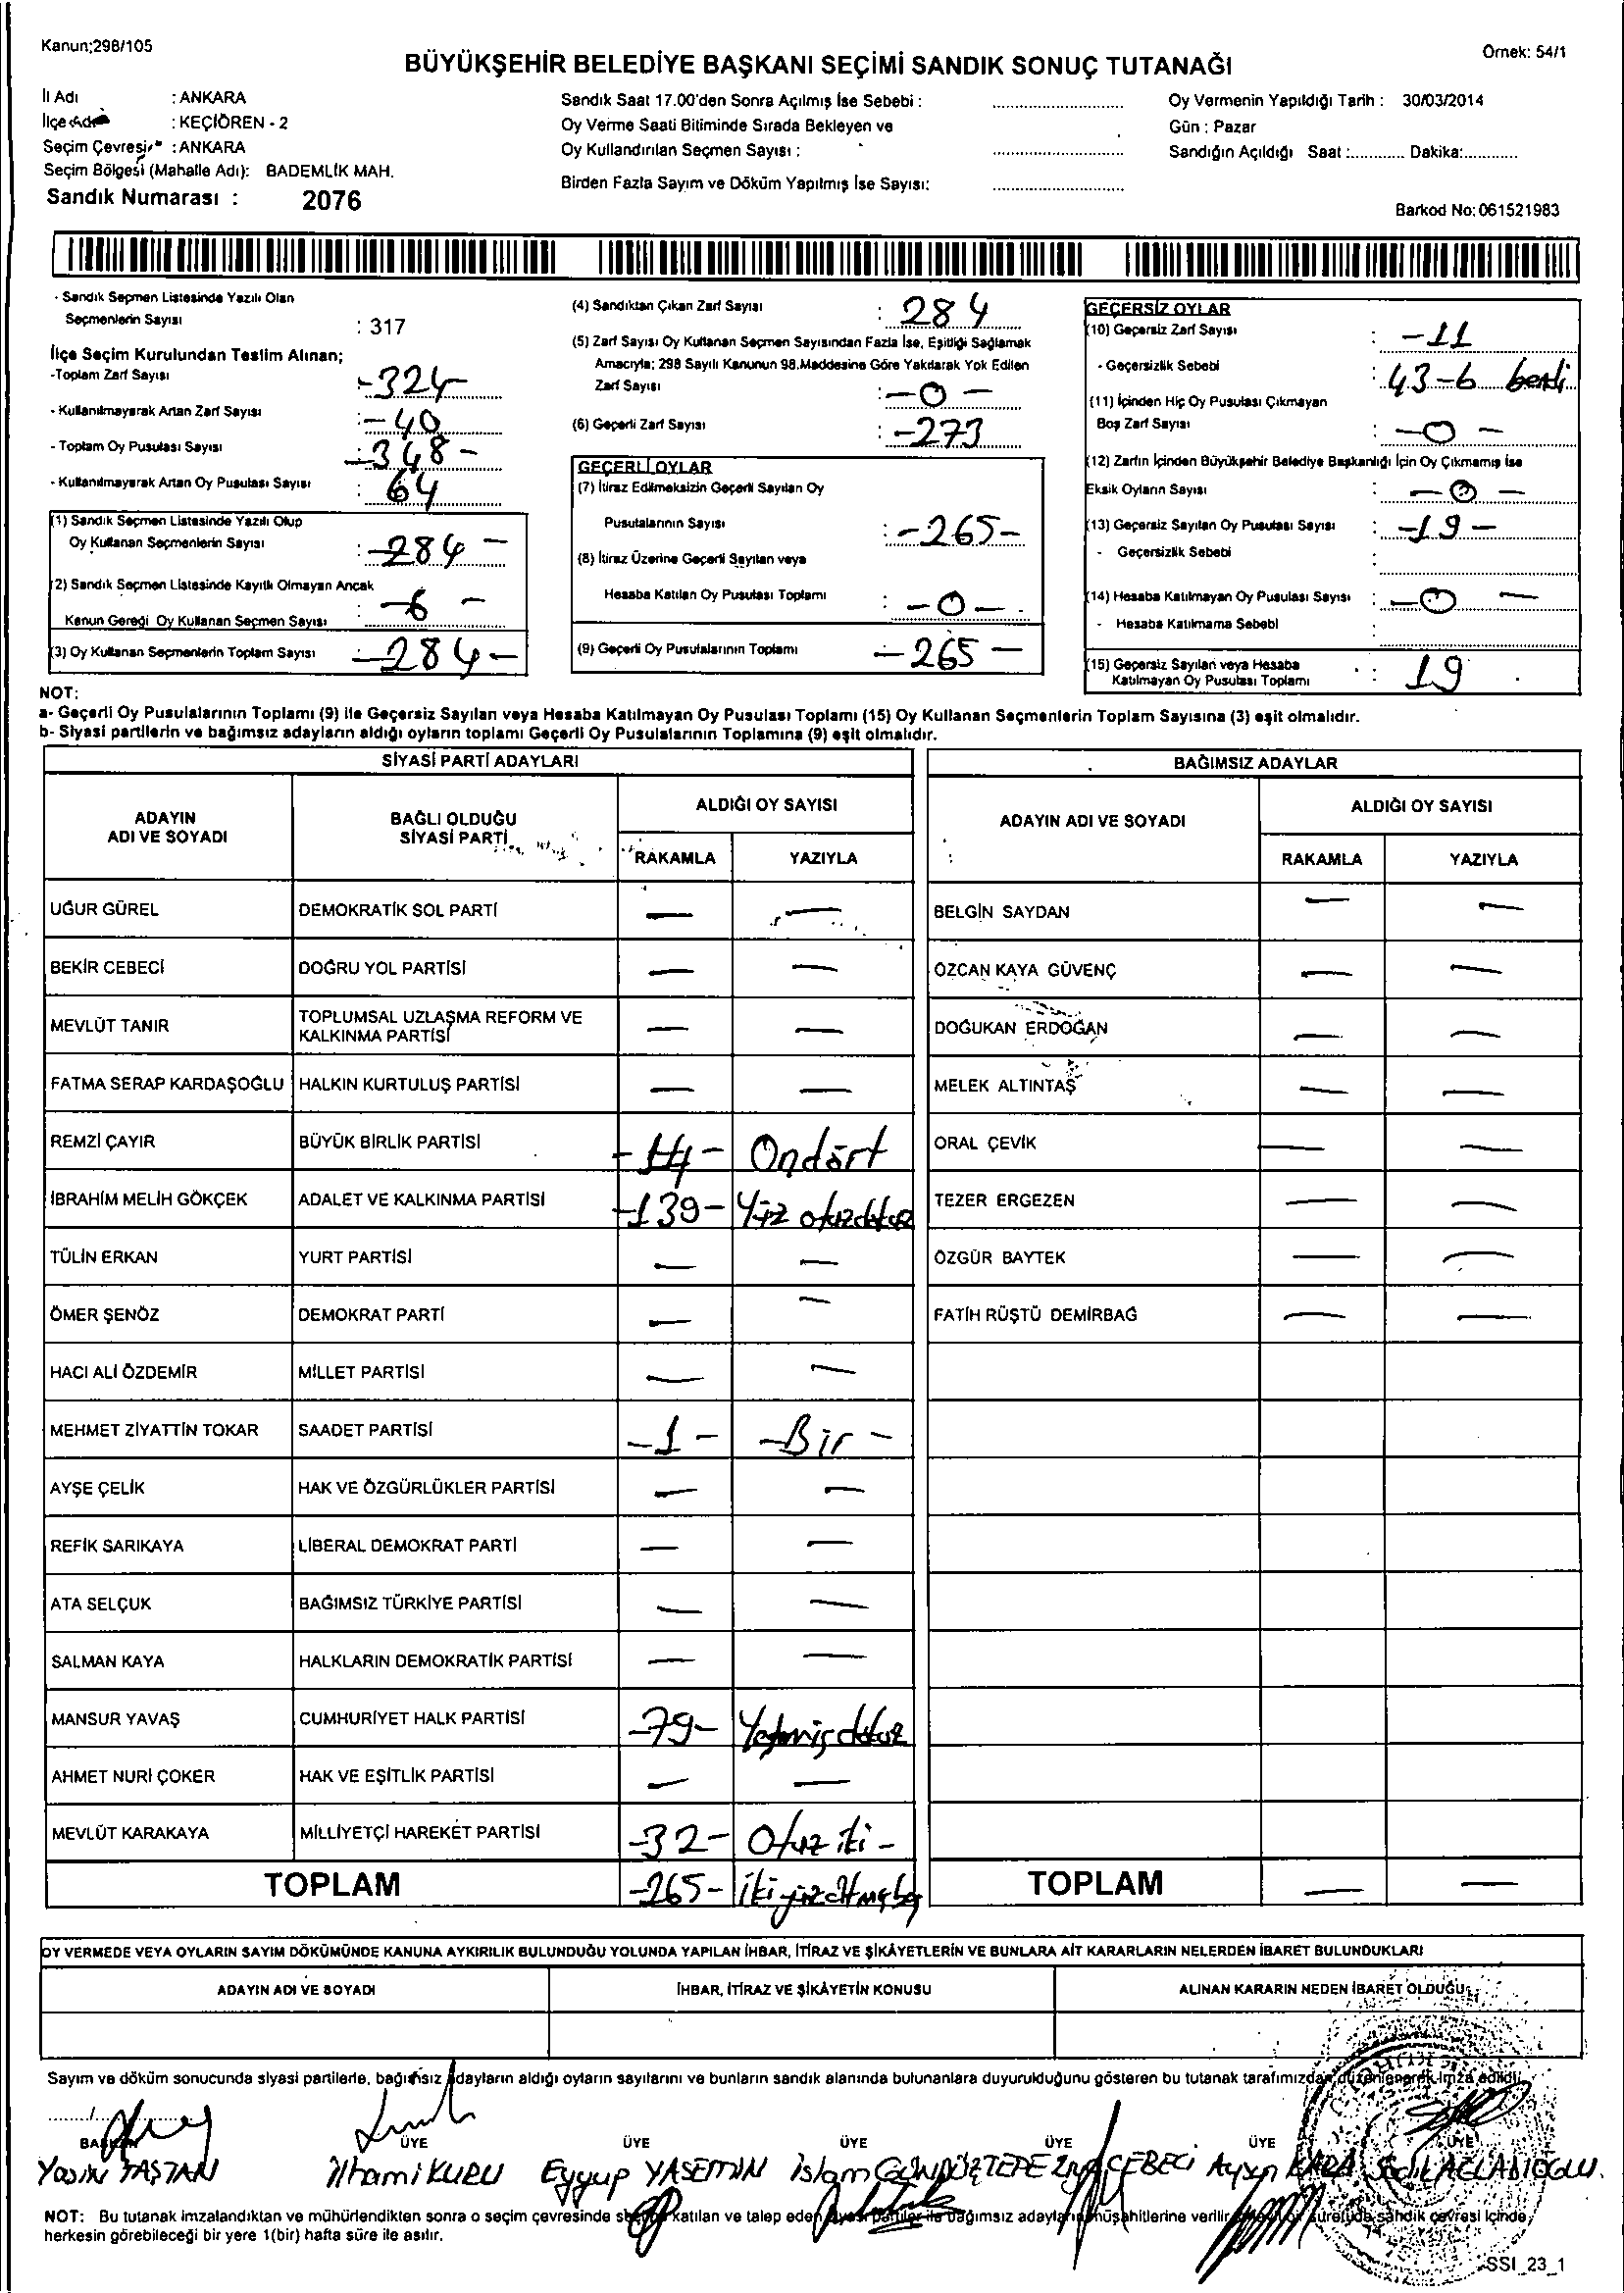 Kanun;298/105
Örnek: 54/1
BÜYÜKŞEHİR BELEDİYE BAŞKANI SEÇİMİ SANDIK SONUÇ TUTANAĞI
İl Adı : ANKARA
İlçe Adı : KEÇİÖREN - 2
Seçim Çevresi : ANKARA
Seçim Bölgesi (Mahalle Adı): BADEMLİK MAH.
Sandık Numarası : 2076
Sandık Saat 17.00'den Sonra Açılmış İse Sebebi :
Oy Verme Saati Bitiminde Sırada Bekleyen ve
Oy Kullandırılan Seçmen Sayısı :
Birden Fazla Sayım ve Döküm Yapılmış İse Sayısı:
Oy Vermenin Yapıldığı Tarih : 30/03/2014
Gün : Pazar
Sandığın Açıldığı Saat :............ Dakika:............
Barkod No: 061521983
- Sandık Seçmen Listesinde Yazılı Olan
Seçmenlerin Sayısı : 317
İlçe Seçim Kurulundan Teslim Alınan;
-Toplam Zarf Sayısı : -324-
- Kullanılmayarak Artan Zarf Sayısı : -40
- Toplam Oy Pusulası Sayısı : -348-
- Kullanılmayarak Artan Oy Pusulası Sayısı : 64
(1) Sandık Seçmen Listesinde Yazılı Olup
Oy Kullanan Seçmenlerin Sayısı : -284-
(2) Sandık Seçmen Listesinde Kayıtlı Olmayan Ancak
Kanun Gereği Oy Kullanan Seçmen Sayısı : -6-
(3) Oy Kullanan Seçmenlerin Toplam Sayısı : -284-
(4) Sandıktan Çıkan Zarf Sayısı : 284
(5) Zarf Sayısı Oy Kullanan Seçmen Sayısından Fazla İse, Eşitliği Sağlamak
Amacıyla; 298 Sayılı Kanunun 98.Maddesine Göre Yakılarak Yok Edilen
Zarf Sayısı : -0-
(6) Geçerli Zarf Sayısı : -273
GEÇERLİ OYLAR
(7) İtiraz Edilmeksizin Geçerli Sayılan Oy
Pusulalarının Sayısı : -265-
(8) İtiraz Üzerine Geçerli Sayılan veya
Hesaba Katılan Oy Pusulası Toplamı : -0-
(9) Geçerli Oy Pusulalarının Toplamı -265-
GEÇERSİZ OYLAR
(10) Geçersiz Zarf Sayısı : -11
- Geçersizlik Sebebi : 43-6 bendi
(11) İçinden Hiç Oy Pusulası Çıkmayan
Boş Zarf Sayısı : -0-
(12) Zarfın İçinden Büyükşehir Belediye Başkanlığı İçin Oy Çıkmamış İse
Eksik Oyların Sayısı : -0-
(13) Geçersiz Sayılan Oy Pusulası Sayısı : -19-
- Geçersizlik Sebebi :
(14) Hesaba Katılmayan Oy Pusulası Sayısı : -0-
- Hesaba Katılmama Sebebi :
(15) Geçersiz Sayılan veya Hesaba
Katılmayan Oy Pusulası Toplamı : 19
NOT:
a- Geçerli Oy Pusulalarının Toplamı (9) ile Geçersiz Sayılan veya Hesaba Katılmayan Oy Pusulası Toplamı (15) Oy Kullanan Seçmenlerin Toplam Sayısına (3) eşit olmalıdır.
b- Siyasi partilerin ve bağımsız adayların aldığı oyların toplamı Geçerli Oy Pusulalarının Toplamına (9) eşit olmalıdır.
SİYASİ PARTİ ADAYLARI
ADAYIN ADI VE SOYADI
BAĞLI OLDUĞU SİYASİ PARTİ
ALDIĞI OY SAYISI
RAKAMLA YAZIYLA
UĞUR GÜREL DEMOKRATİK SOL PARTİ — —
BEKİR CEBECİ DOĞRU YOL PARTİSİ — —
MEVLÜT TANIR TOPLUMSAL UZLAŞMA REFORM VE KALKINMA PARTİSİ — —
FATMA SERAP KARDAŞOĞLU HALKIN KURTULUŞ PARTİSİ — —
REMZİ ÇAYIR BÜYÜK BİRLİK PARTİSİ -14- Ondört
İBRAHİM MELİH GÖKÇEK ADALET VE KALKINMA PARTİSİ -139- Yüz otuzdokuz
TÜLİN ERKAN YURT PARTİSİ — —
ÖMER ŞENÖZ DEMOKRAT PARTİ — —
HACI ALİ ÖZDEMİR MİLLET PARTİSİ — —
MEHMET ZİYATTİN TOKAR SAADET PARTİSİ -1- -Bir-
AYŞE ÇELİK HAK VE ÖZGÜRLÜKLER PARTİSİ — —
REFİK SARIKAYA LİBERAL DEMOKRAT PARTİ — —
ATA SELÇUK BAĞIMSIZ TÜRKİYE PARTİSİ — —
SALMAN KAYA HALKLARIN DEMOKRATİK PARTİSİ — —
MANSUR YAVAŞ CUMHURİYET HALK PARTİSİ -79- Yetmişdokuz
AHMET NURİ ÇOKER HAK VE EŞİTLİK PARTİSİ — —
MEVLÜT KARAKAYA MİLLİYETÇİ HAREKET PARTİSİ -32- Otuz iki -
TOPLAM -265- İki yüz altmışbeş
BAĞIMSIZ ADAYLAR
ADAYIN ADI VE SOYADI
ALDIĞI OY SAYISI
RAKAMLA YAZIYLA
BELGİN SAYDAN — —
ÖZCAN KAYA GÜVENÇ — —
DOĞUKAN ERDOĞAN — —
MELEK ALTINTAŞ — —
ORAL ÇEVİK — —
TEZER ERGEZEN — —
ÖZGÜR BAYTEK — —
FATİH RÜŞTÜ DEMİRBAĞ — —
TOPLAM — —
OY VERMEDE VEYA OYLARIN SAYIM DÖKÜMÜNDE KANUNA AYKIRILIK BULUNDUĞU YOLUNDA YAPILAN İHBAR, İTİRAZ VE ŞİKÂYETLERİN VE BUNLARA AİT KARARLARIN NELERDEN İBARET BULUNDUKLARI
ADAYIN ADI VE SOYADI İHBAR, İTİRAZ VE ŞİKÂYETİN KONUSU ALINAN KARARIN NEDEN İBARET OLDUĞU
Sayım ve döküm sonucunda siyasi partilerle, bağımsız adayların aldığı oyların sayılarını ve bunların sandık alanında bulunanlara duyurulduğunu gösteren bu tutanak tarafımızdan düzenlenerek imza edildi.
BAŞKAN ÜYE ÜYE ÜYE ÜYE ÜYE ÜYE
Yasin TAŞTAN İlhami KURU Eyyup YASEMİN İslam GÜNDÜZTEPE CEBECİ Ayşen KARA
NOT: Bu tutanak imzalandıktan ve mühürlendikten sonra o seçim çevresinde seçime katılan ve talep eden siyasi partiler ile bağımsız adayların müşahitlerine verilir sandık çevresi içinde,
herkesin görebileceği bir yere 1(bir) hafta süre ile asılır.
SSI_23_1